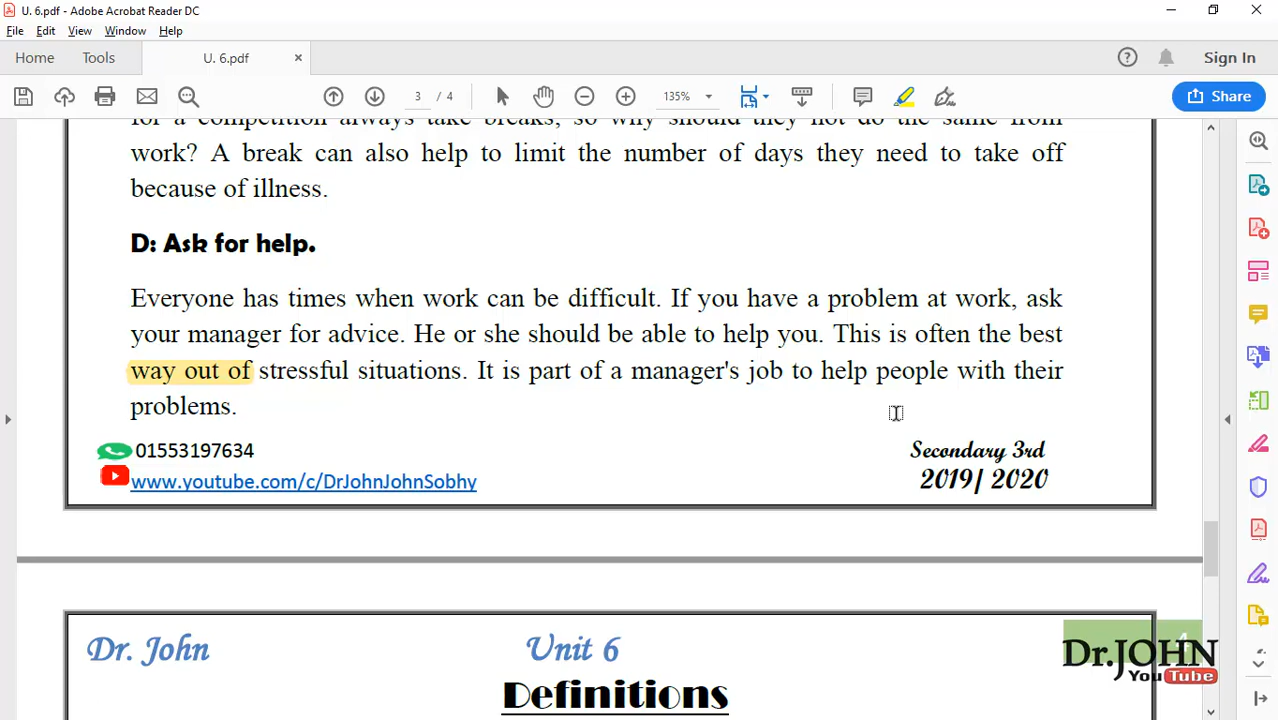 U. 6.pdf - Adobe Acrobat Reader DC
File Edit View Window Help
Home Tools U. 6.pdf × Sign In
3 / 4 135% Share
for a competition always take breaks, so why should they not do the same from
work? A break can also help to limit the number of days they need to take off
because of illness.
D: Ask for help.
Everyone has times when work can be difficult. If you have a problem at work, ask
your manager for advice. He or she should be able to help you. This is often the best
way out of stressful situations. It is part of a manager's job to help people with their
problems.
01553197634 Secondary 3rd
www.youtube.com/c/DrJohnJohnSobhy 2019/ 2020
Dr. John Unit 6 4
Dr.JOHN
YouTube
Definitions